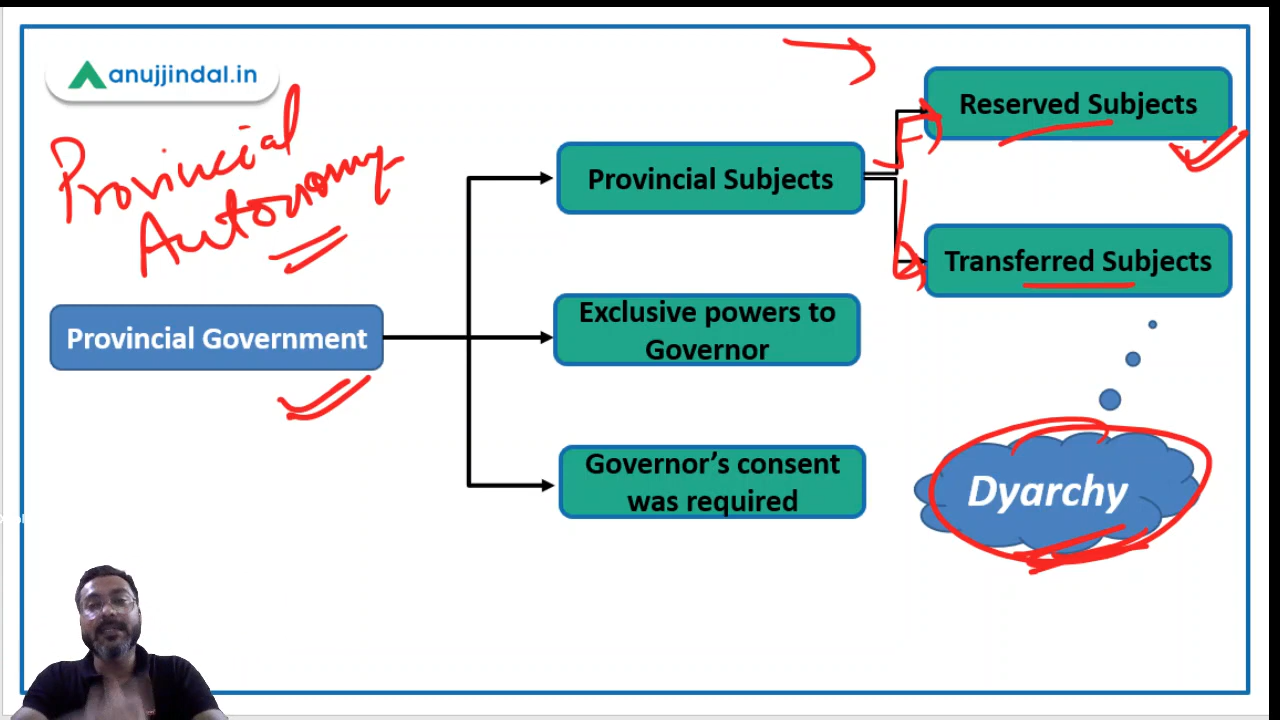 anujjindal.in
Provincial
Autonomy
Provincial Government
Provincial Subjects
Exclusive powers to
Governor
Governor's consent
was required
Reserved Subjects
Transferred Subjects
Dyarchy